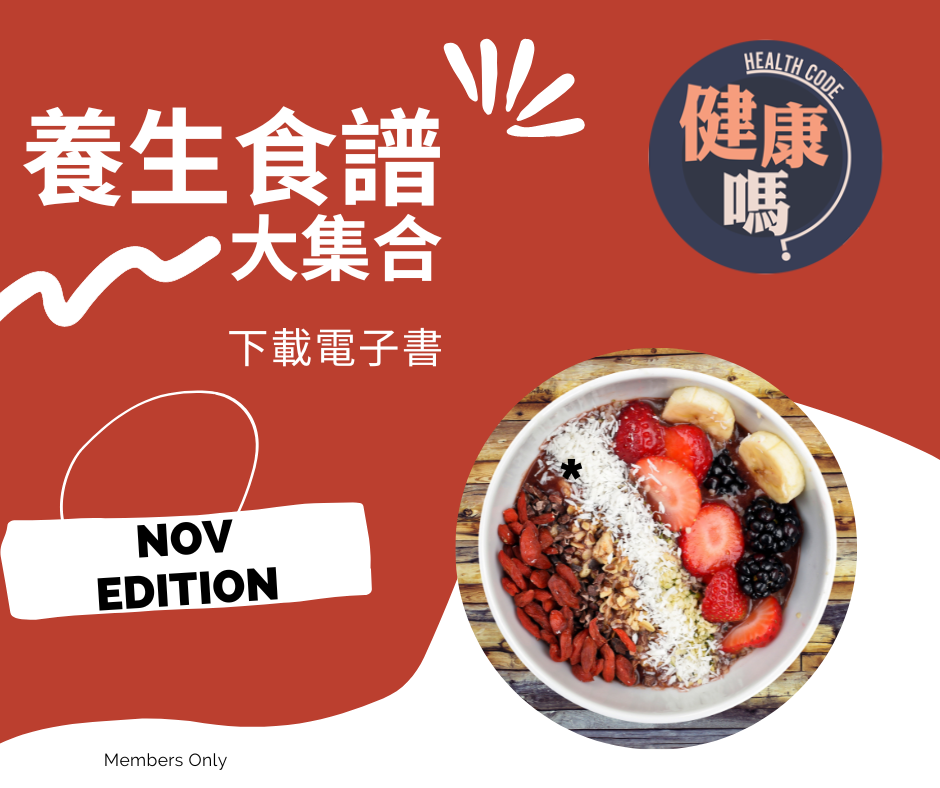 養生食譜
大集合
下載電子書
HEALTH CODE
健康
嗎?
NOV
EDITION
*
Members Only